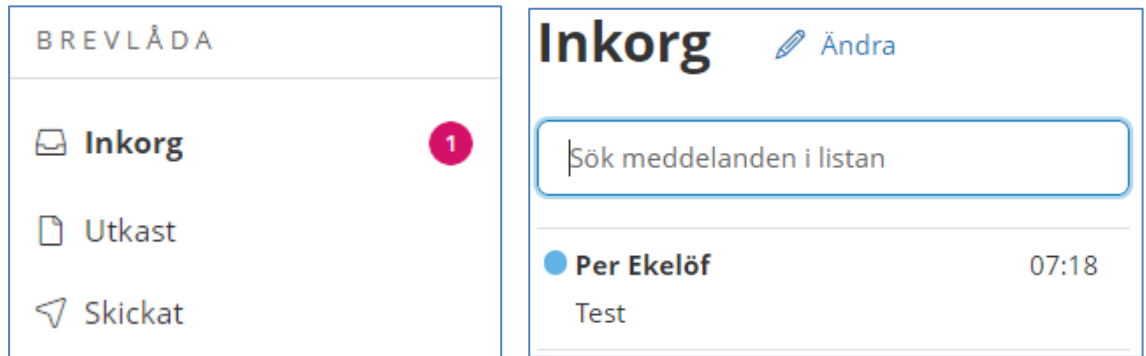 BREVLÅDA
Inkorg 1
Utkast
Skickat
Inkorg Ändra
Sök meddelanden i listan
Per Ekelöf 07:18
Test